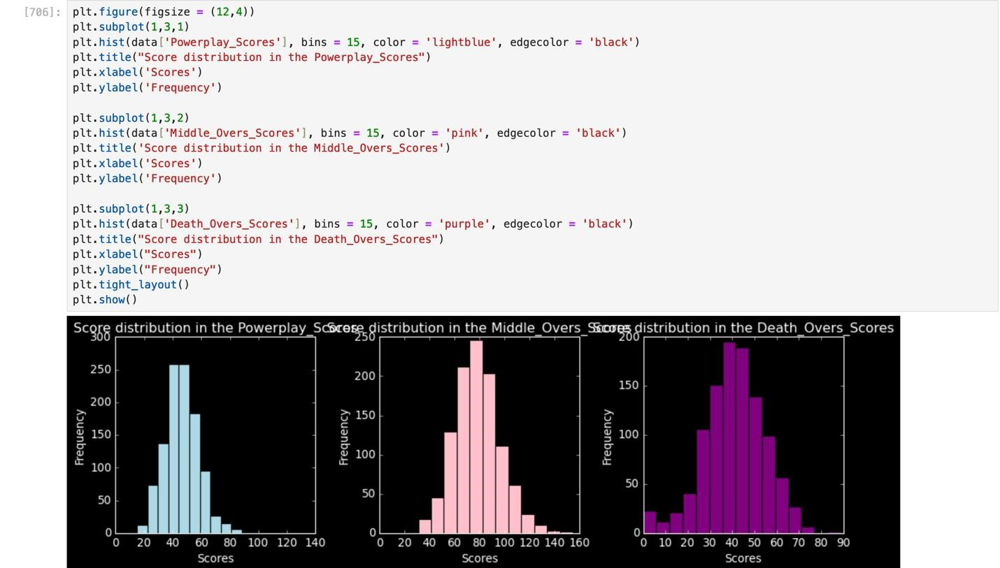 [706]:
plt.figure(figsize = (12,4))
plt.subplot(1,3,1)
plt.hist(data['Powerplay_Scores'], bins = 15, color = 'lightblue', edgecolor = 'black')
plt.title("Score distribution in the Powerplay_Scores")
plt.xlabel('Scores')
plt.ylabel('Frequency')
plt.subplot(1,3,2)
plt.hist(data['Middle_Overs_Scores'], bins = 15, color = 'pink', edgecolor = 'black')
plt.title('Score distribution in the Middle_Overs_Scores')
plt.xlabel('Scores')
plt.ylabel('Frequency')
plt.subplot(1,3,3)
plt.hist(data['Death_Overs_Scores'], bins = 15, color = 'purple', edgecolor = 'black')
plt.title("Score distribution in the Death_Overs_Scores")
plt.xlabel("Scores")
plt.ylabel("Frequency")
plt.tight_layout()
plt.show()
Score distribution in the Powerplay_Scores
300
250
200
150
100
50
0
Frequency
0 20 40 60 80 100 120 140
Scores
Score distribution in the Middle_Overs_Scores
250
200
150
100
50
0
Frequency
0 20 40 60 80 100 120 140 160
Scores
Score distribution in the Death_Overs_Scores
200
150
100
50
0
Frequency
0 10 20 30 40 50 60 70 80 90
Scores